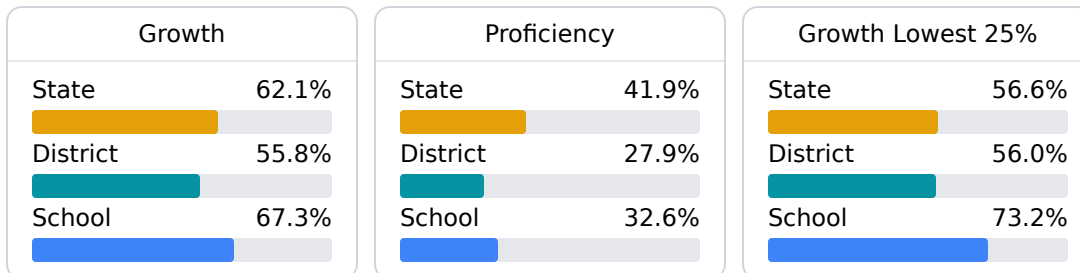 Growth
State 62.1%
District 55.8%
School 67.3%
Proficiency
State 41.9%
District 27.9%
School 32.6%
Growth Lowest 25%
State 56.6%
District 56.0%
School 73.2%